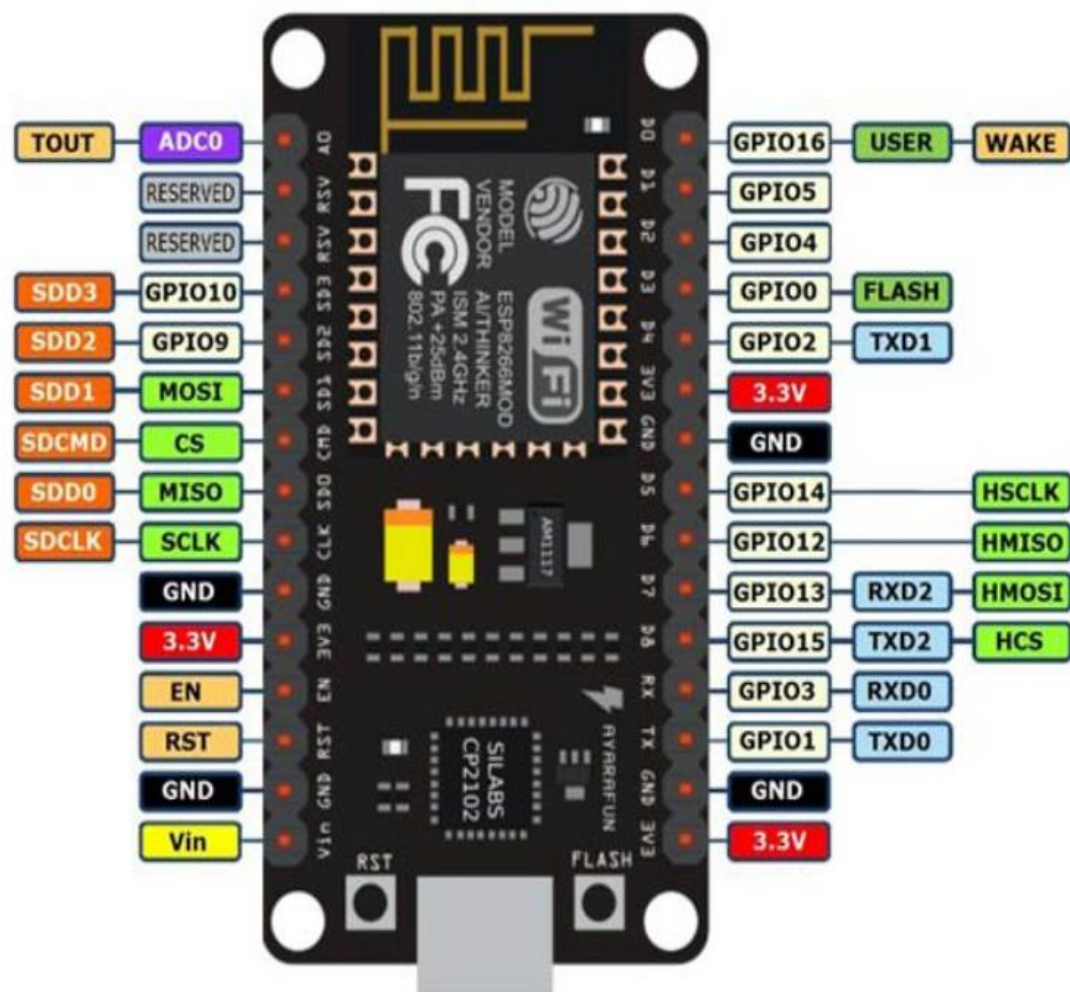 TOUT ADC0 A0
RESERVED RSV
RESERVED RSV
SDD3 GPIO10 SD3
SDD2 GPIO9 SD2
SDD1 MOSI SD1
SDCMD CS CMD
SDD0 MISO SD0
SDCLK SCLK CLK
GND GND
3.3V 3V3
EN EN
RST RST
GND GND
Vin Vin
D0 GPIO16 USER WAKE
D1 GPIO5
D2 GPIO4
D3 GPIO0 FLASH
D4 GPIO2 TXD1
3V3 3.3V
GND GND
D5 GPIO14 HSCLK
D6 GPIO12 HMISO
D7 GPIO13 RXD2 HMOSI
D8 GPIO15 TXD2 HCS
RX GPIO3 RXD0
TX GPIO1 TXD0
GND GND
3V3 3.3V
MODEL ESP8266MOD
VENDOR AI/THINKER
ISM 2.4GHz
PA +25dBm
802.11b/g/n
FC
WiFi
AM1117
SILABS
CP2102
AYARAFUN
RST
FLASH